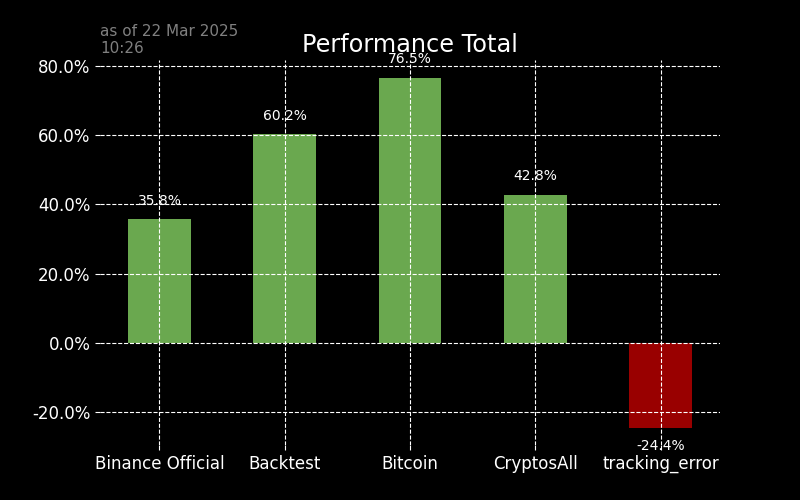 as of 22 Mar 2025
10:26
Performance Total
80.0%
60.0%
40.0%
20.0%
0.0%
-20.0%
35.8%
60.2%
76.5%
42.8%
-24.4%
Binance Official
Backtest
Bitcoin
CryptosAll
tracking_error